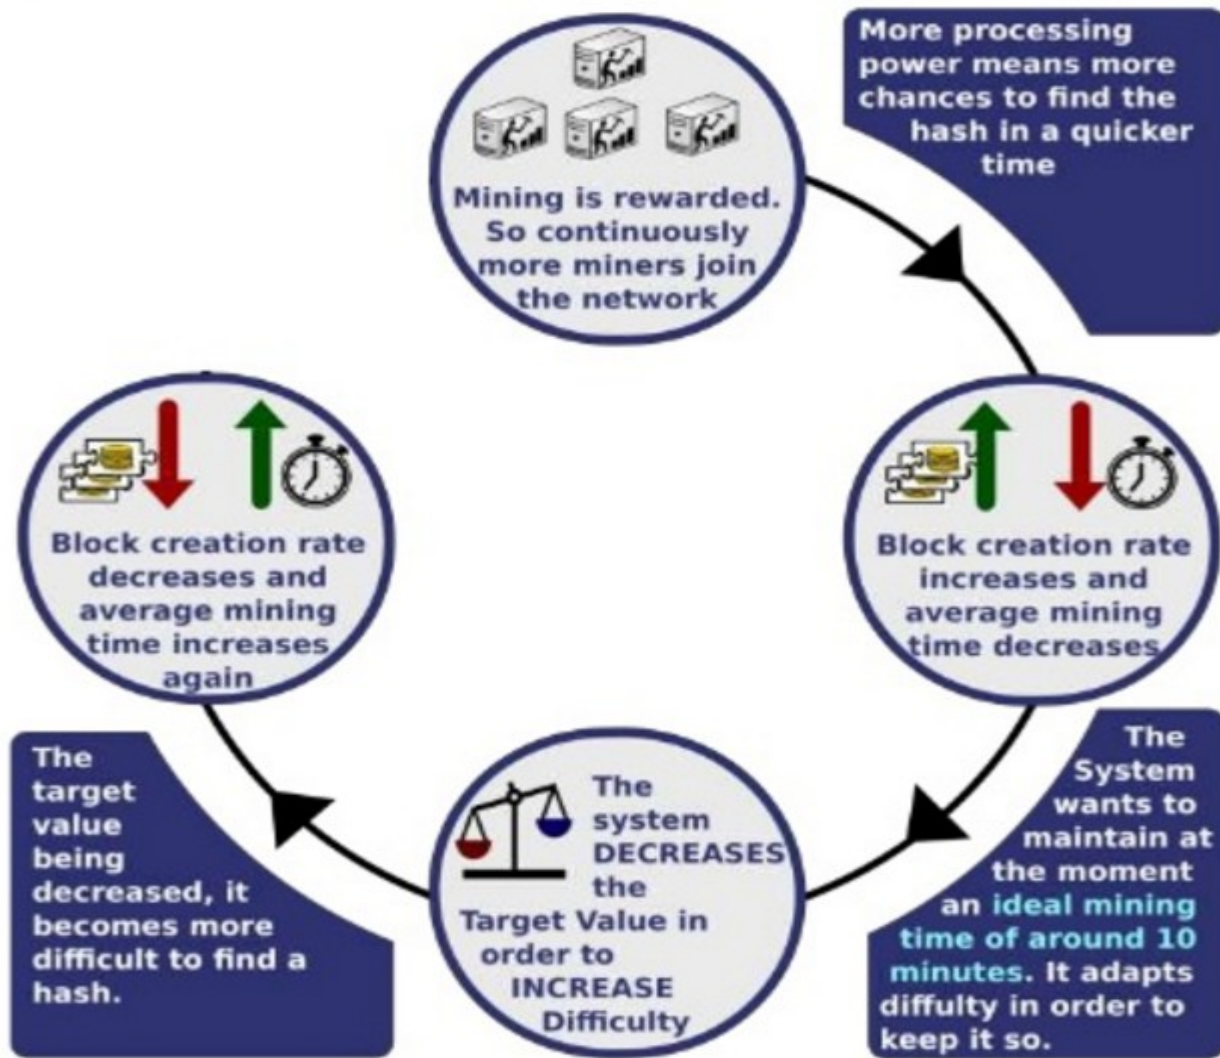 Mining is rewarded.
So continuously
more miners join
the network
More processing
power means more
chances to find the
hash in a quicker
time
Block creation rate
increases and
average mining
time decreases
The
System
wants to
maintain at
the moment
an ideal mining
time of around 10
minutes. It adapts
diffulty in order to
keep it so.
The
system
DECREASES
the
Target Value in
order to
INCREASE
Difficulty
The
target
value
being
decreased, it
becomes more
difficult to find a
hash.
Block creation rate
decreases and
average mining
time increases
again